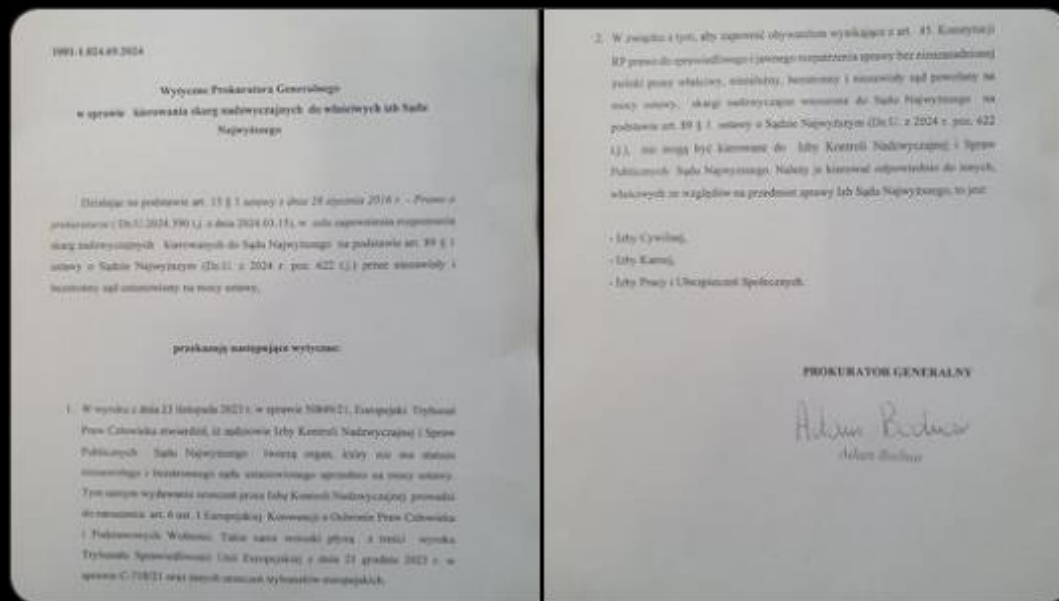 1001-1.024.69.2024
Wytyczne Prokuratora Generalnego
w sprawie kierowania skarg nadzwyczajnych do właściwych izb Sądu
Najwyższego
Działając na podstawie art. 13 § 1 ustawy z dnia 28 stycznia 2016 r. – Prawo o
prokuraturze ( Dz.U.2024.390 t.j. z dnia 2024.03.15), w celu zapewnienia rozpoznania
skarg nadzwyczajnych kierowanych do Sądu Najwyższego na podstawie art. 89 § 1
ustawy o Sądzie Najwyższym (Dz.U. z 2024 r. poz. 622 t.j.) przez niezawisły i
bezstronny sąd ustanowiony na mocy ustawy,
przekazuję następujące wytyczne:
1. W wyroku z dnia 23 listopada 2023 r. w sprawie 50849/21, Europejski Trybunał
Praw Człowieka stwierdził, iż sędziowie Izby Kontroli Nadzwyczajnej i Spraw
Publicznych Sądu Najwyższego tworzą organ, który nie ma statusu
niezawisłego i bezstronnego sądu ustanowionego uprzednio na mocy ustawy.
Tym samym wydawanie orzeczeń przez Izbę Kontroli Nadzwyczajnej prowadzi
do naruszenia art. 6 ust. 1 Europejskiej Konwencji o Ochronie Praw Człowieka
i Podstawowych Wolności. Takie same wnioski płyną z treści wyroku
Trybunału Sprawiedliwości Unii Europejskiej z dnia 21 grudnia 2023 r. w
sprawie C-718/21 oraz innych orzeczeń trybunałów europejskich.
2. W związku z tym, aby zapewnić obywatelom wynikające z art. 45 Konstytucji
RP prawo do sprawiedliwego i jawnego rozpatrzenia sprawy bez nieuzasadnionej
zwłoki przez właściwy, niezależny, bezstronny i niezawisły sąd powołany na
mocy ustawy, skargi nadzwyczajne wnoszone do Sądu Najwyższego na
podstawie art. 89 § 1 ustawy o Sądzie Najwyższym (Dz.U. z 2024 r. poz. 622
t.j.), nie mogą być kierowane do Izby Kontroli Nadzwyczajnej i Spraw
Publicznych Sądu Najwyższego. Należy je kierować odpowiednio do innych,
właściwych ze względów na przedmiot sprawy Izb Sądu Najwyższego, to jest:
- Izby Cywilnej,
- Izby Karnej,
- Izby Pracy i Ubezpieczeń Społecznych.
PROKURATOR GENERALNY
Adam Bodnar
Adam Bodnar